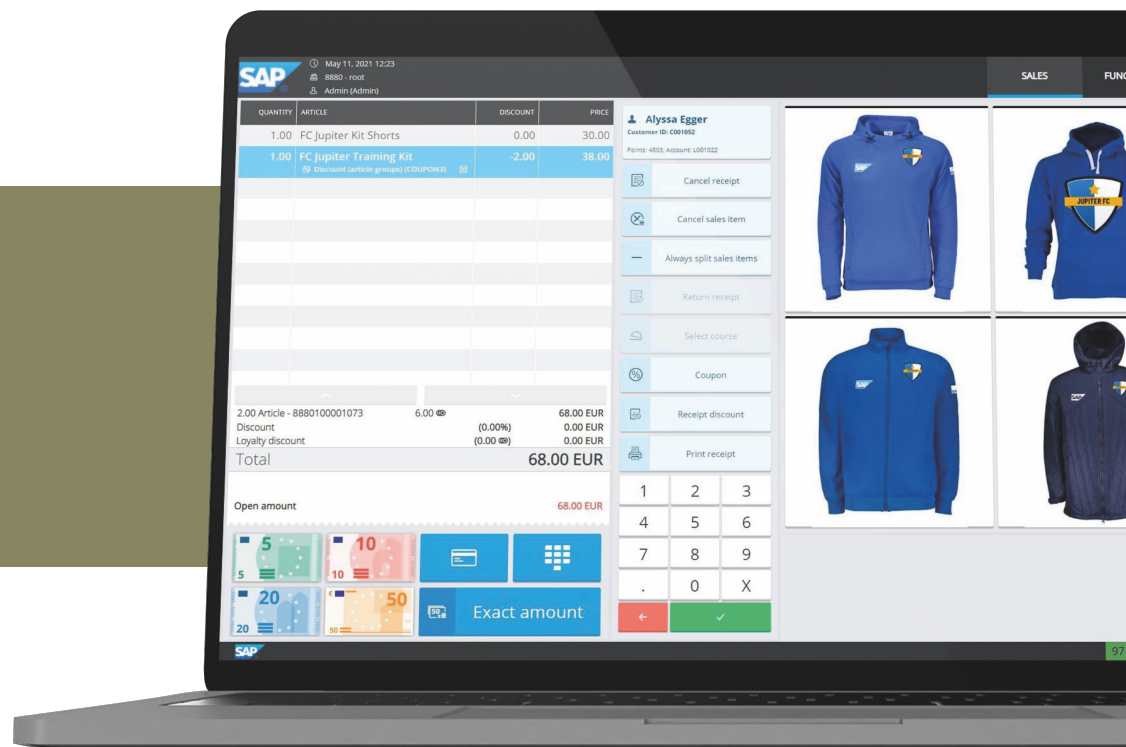 SAP
May 11, 2021 12:23
8880 - root
Admin (Admin)
SALES
QUANTITY ARTICLE DISCOUNT PRICE
1.00 FC Jupiter Kit Shorts 0.00 30.00
1.00 FC Jupiter Training Kit -2.00 38.00
Discount (article groups) (COUPON3)
2.00 Article - 8880100001073 6.00 68.00 EUR
Discount (0.00%) 0.00 EUR
Loyalty discount (0.00 ) 0.00 EUR
Total 68.00 EUR
Open amount 68.00 EUR
5
5
10
10
20
20
€
50
50
50
Exact amount
Alyssa Egger
Customer ID: C001052
Points: 4803, Account: L001022
Cancel receipt
Cancel sales item
Always split sales items
Return receipt
Select course
Coupon
Receipt discount
Print receipt
1 2 3
4 5 6
7 8 9
. 0 X
SAP
JUPITER FC
SAP
SAP
SAP
97